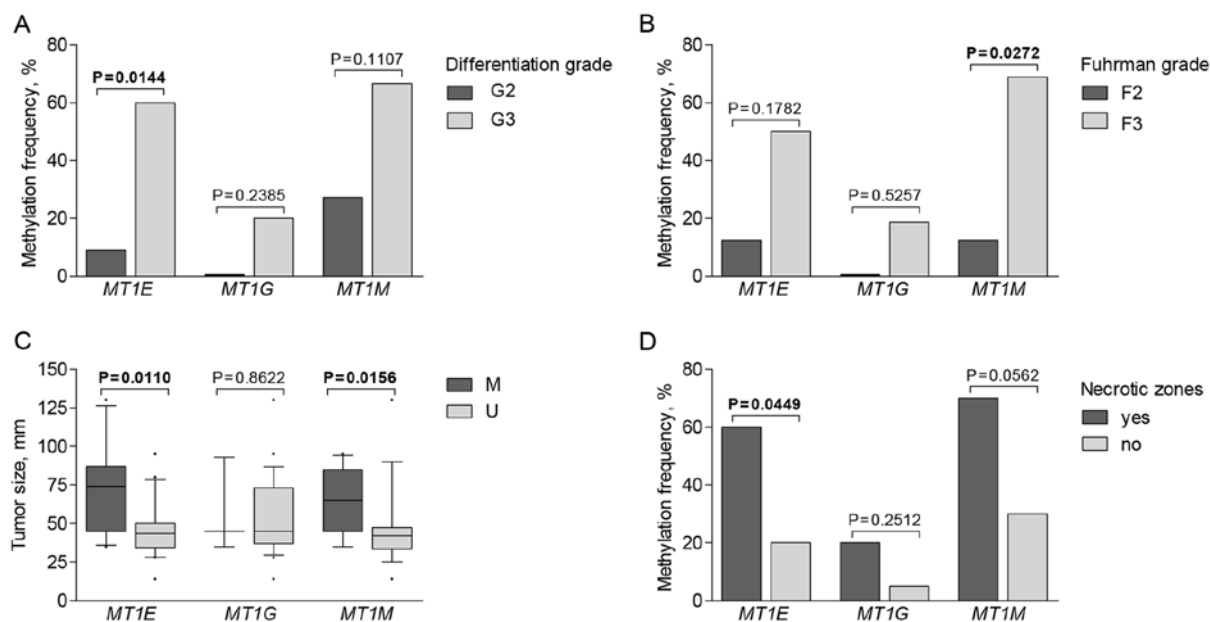 A
Methylation frequency, %
80
60
40
20
0
P=0.0144
P=0.2385
P=0.1107
MT1E
MT1G
MT1M
Differentiation grade
G2
G3
B
Methylation frequency, %
80
60
40
20
0
P=0.1782
P=0.5257
P=0.0272
MT1E
MT1G
MT1M
Fuhrman grade
F2
F3
C
Tumor size, mm
150
125
100
75
50
25
0
P=0.0110
P=0.8622
P=0.0156
MT1E
MT1G
MT1M
M
U
D
Methylation frequency, %
80
60
40
20
0
P=0.0449
P=0.2512
P=0.0562
MT1E
MT1G
MT1M
Necrotic zones
yes
no